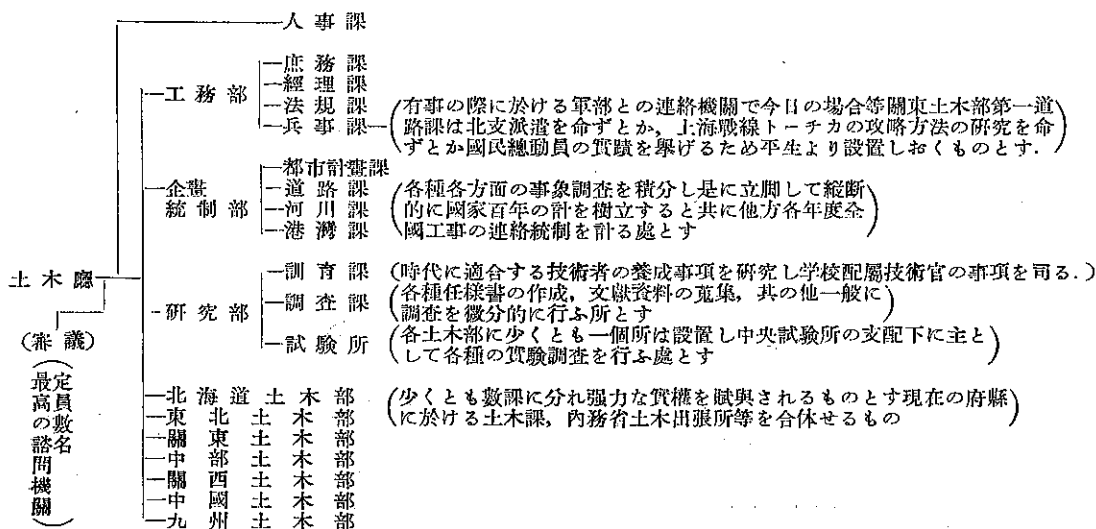 人事課
工務部
庶務課
經理課
法規課
兵事課
(有事の際に於ける軍部との連絡機關で今日の場合等關東土木部第一道
路課は北支派遣を命ずとか，上海戰線トーチカの攻略方法の研究を命
ずとか國民總動員の實蹟を擧げるため平生より設置しおくものとす.)
企畫
統制部
都市計畫課
道路課
河川課
港灣課
(各種各方面の事象調査を積分し是に立脚して縱斷
的に國家百年の計を樹立すると共に他方各年度全
國工事の連絡統制を計る處とす)
土木廳
(審議)
(定員數名
最高の諮問機關)
研究部
訓育課
(時代に適合する技術者の養成事項を研究し学校配屬技術官の事項を司る.)
調査課
(各種仕樣書の作成，文獻資料の蒐集，其の他一般に
調査を微分的に行ふ所とす)
試驗所
(各土木部に少くとも一個所は設置し中央試驗所の支配下に主と
して各種の實驗調査を行ふ處とす)
北海道土木部
(少くとも數課に分れ强力な實權を賦與されるものとす現在の府縣
に於ける土木課，內務省土木出張所等を合体せるもの)
東北土木部
關東土木部
中部土木部
關西土木部
中國土木部
九州土木部